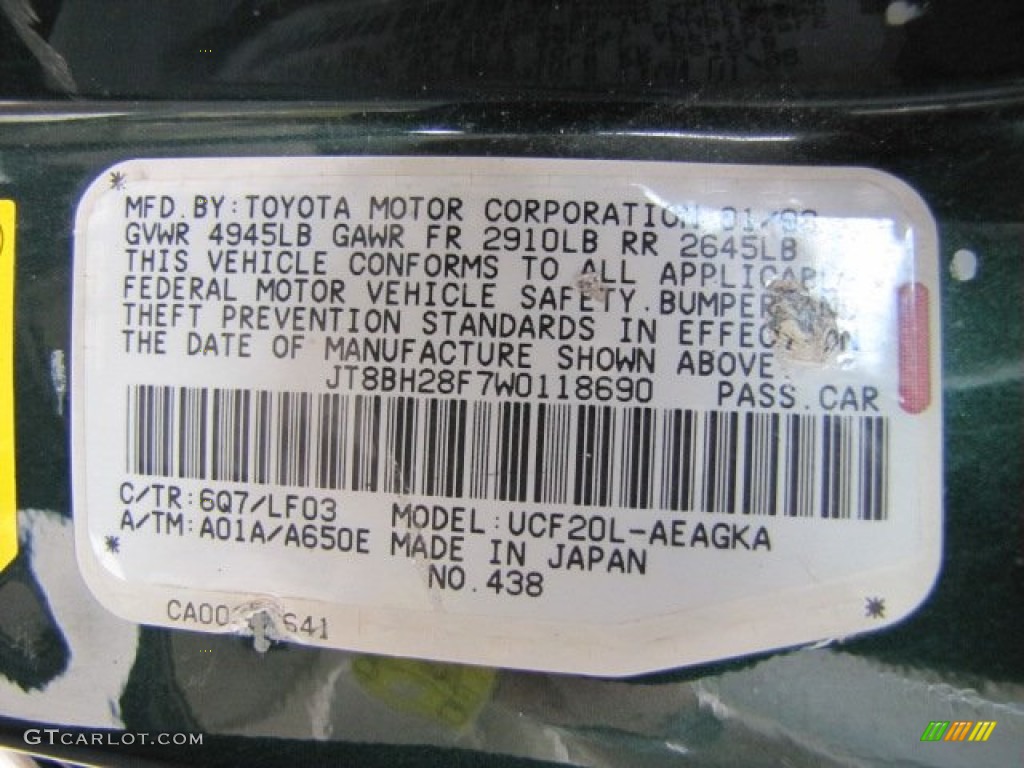 MFD.BY:TOYOTA MOTOR CORPORATION
GVWR 4945LB GAWR FR 2910LB RR 2645LB
THIS VEHICLE CONFORMS TO ALL
FEDERAL MOTOR VEHICLE SAFETY.BUMPER
THEFT PREVENTION STANDARDS IN ON
THE DATE OF MANUFACTURE SHOWN ABOVE.
JT8BH28F7W0118690 PASS.CAR
C/TR:6Q7/LF03 MODEL:UCF20L-AEAGKA
A/TM:A01A/A650E MADE IN JAPAN
NO.438
GTCARLOT.COM